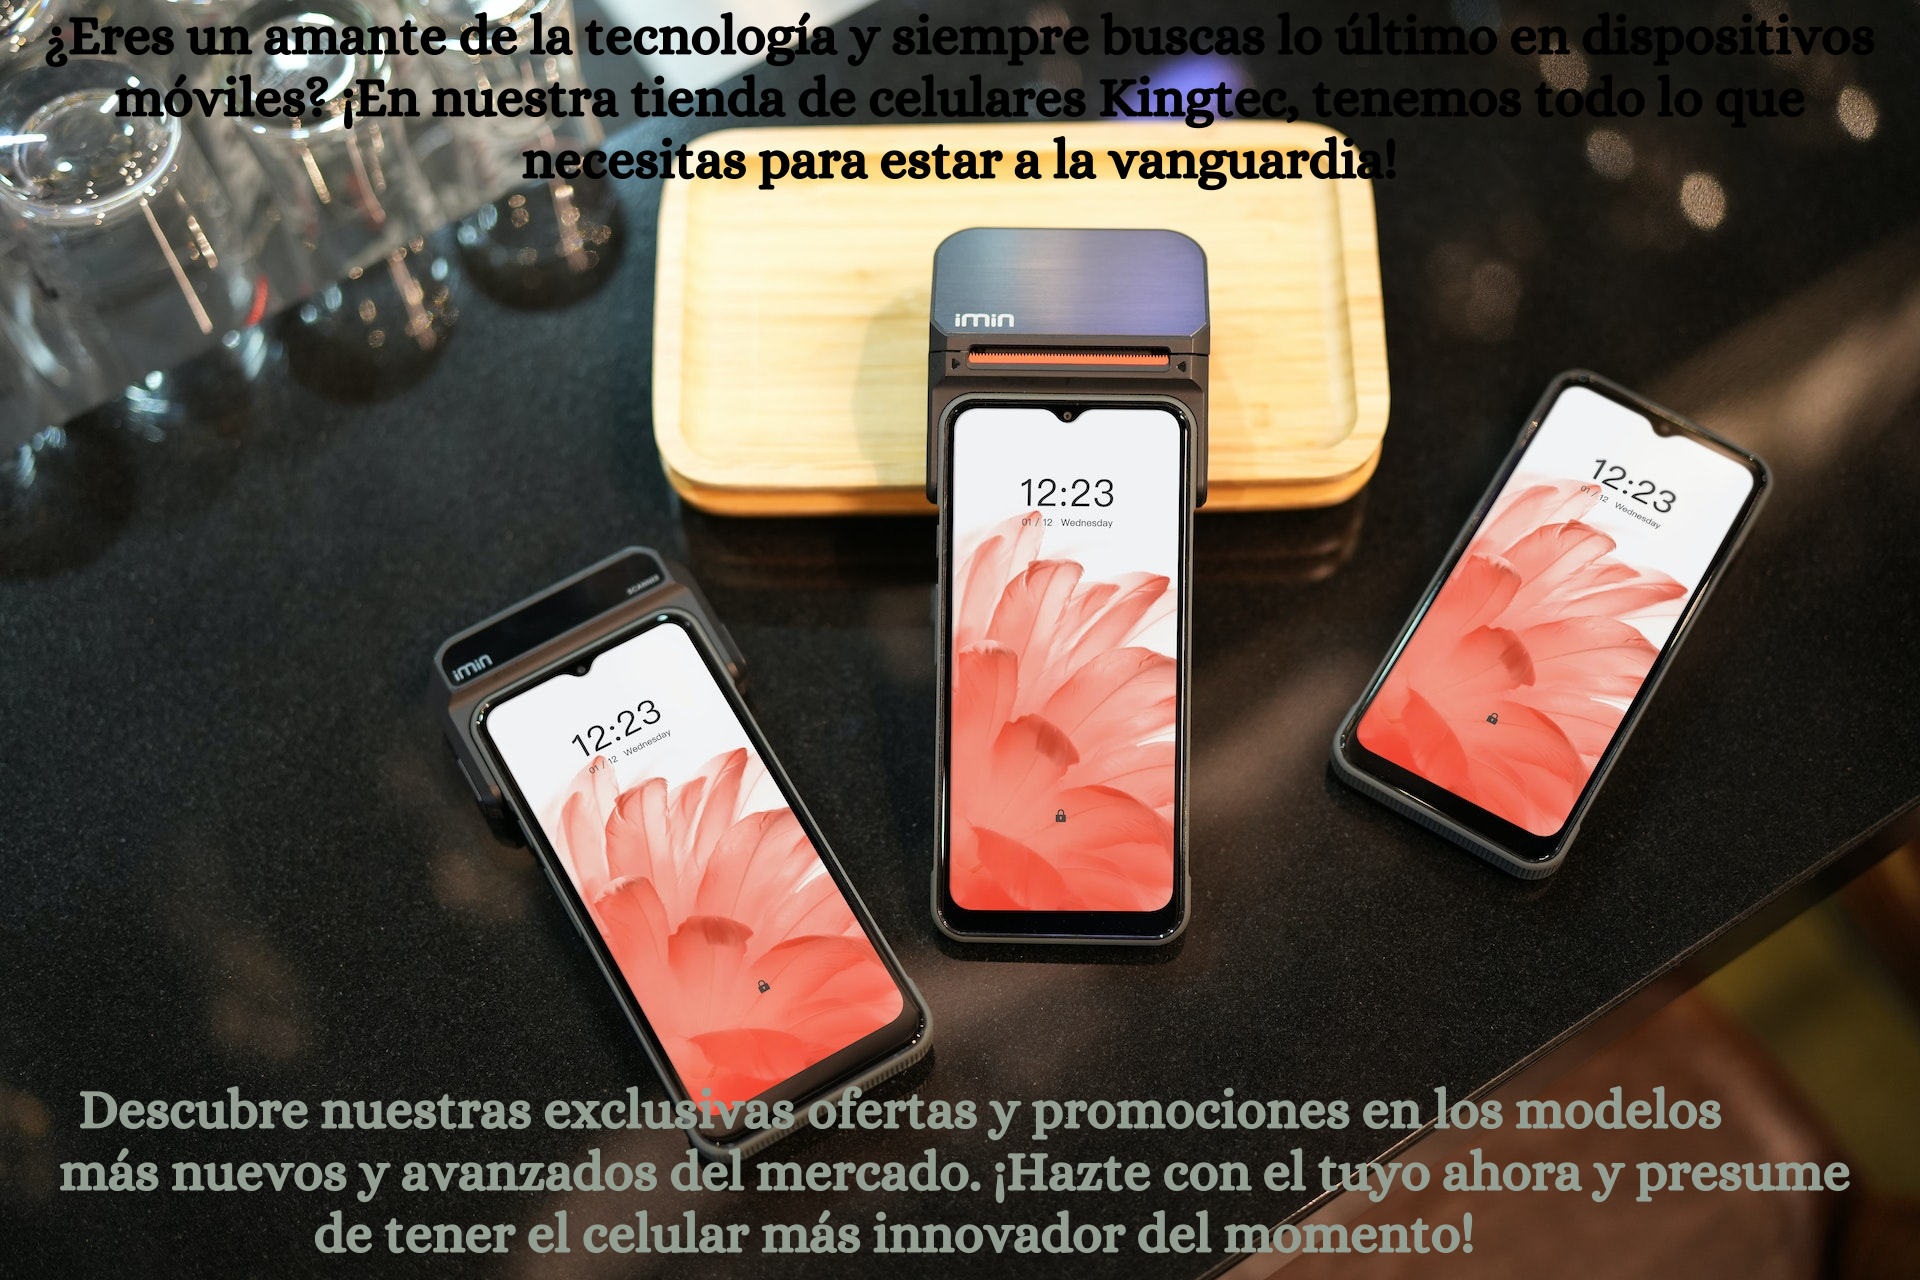 ¿Eres un amante de la tecnología y siempre buscas lo último en dispositivos
móviles? ¡En nuestra tienda de celulares Kingtec, tenemos todo lo que
necesitas para estar a la vanguardia!
imin
12:23
01 / 12 Wednesday
12:23
01 / 12 Wednesday
SCANNER
imin
12:23
01 / 12 Wednesday
Descubre nuestras exclusivas ofertas y promociones en los modelos
más nuevos y avanzados del mercado. ¡Hazte con el tuyo ahora y presume
de tener el celular más innovador del momento!